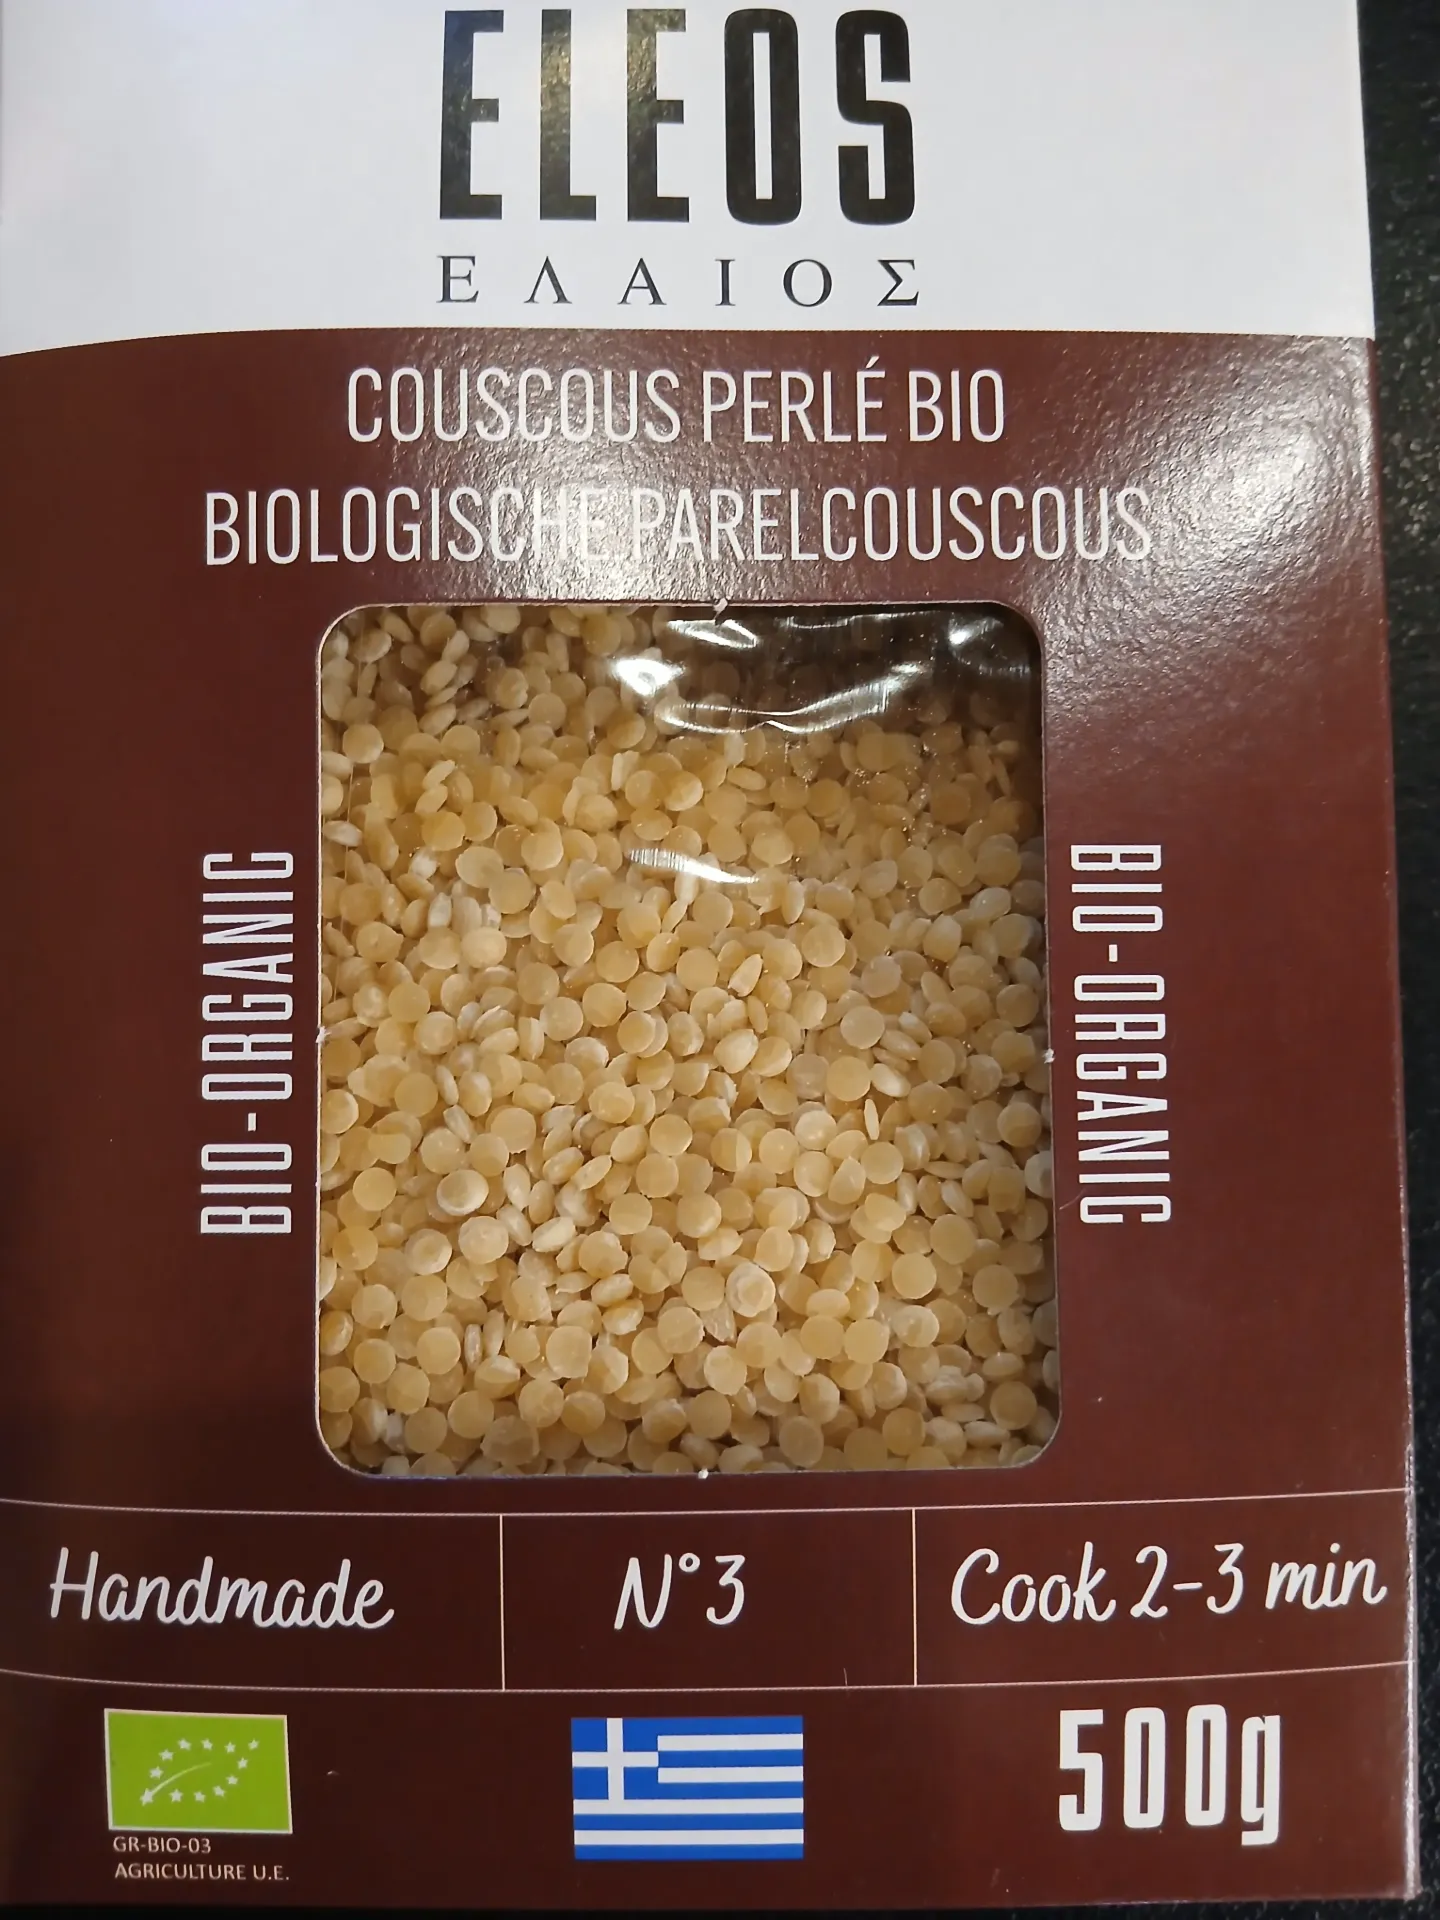 ELEOS
ΕΛΑΙΟΣ
COUSCOUS PERLÉ BIO
BIOLOGISCHE PARELCOUSCOUS
BIO-ORGANIC
BIO-ORGANIC
Handmade
N°3
Cook 2-3 min
500g
GR-BIO-03
AGRICULTURE U.E.